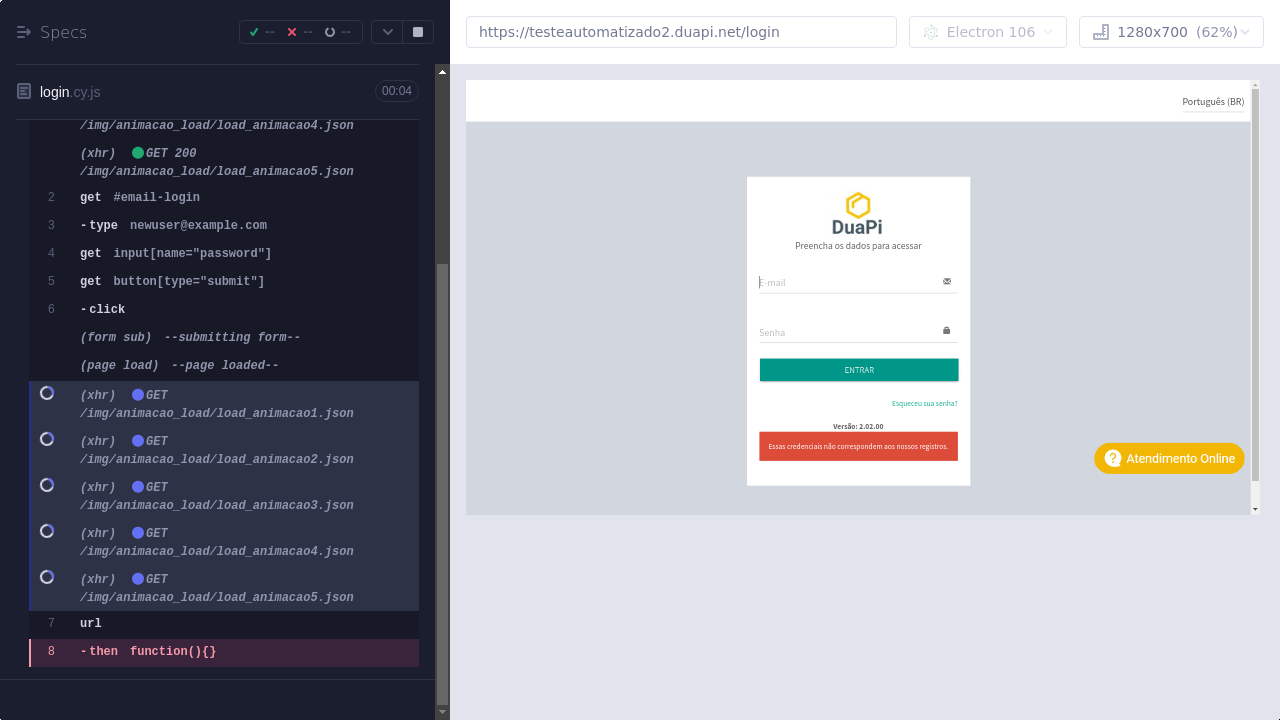 Specs
-- -- --
https://testeautomatizado2.duapi.net/login
Electron 106
1280x700 (62%)
login.cy.js
00:04
/img/animacao_load/load_animacao4.json
(xhr) GET 200
/img/animacao_load/load_animacao5.json
2 get #email-login
3 -type newuser@example.com
4 get input[name="password"]
5 get button[type="submit"]
6 -click
(form sub) --submitting form--
(page load) --page loaded--
(xhr) GET
/img/animacao_load/load_animacao1.json
(xhr) GET
/img/animacao_load/load_animacao2.json
(xhr) GET
/img/animacao_load/load_animacao3.json
(xhr) GET
/img/animacao_load/load_animacao4.json
(xhr) GET
/img/animacao_load/load_animacao5.json
7 url
8 -then function(){}
Português (BR)
DuaPi
Preencha os dados para acessar
E-mail
Senha
ENTRAR
Esqueceu sua senha?
Versão: 2.02.00
Essas credenciais não correspondem aos nossos registros.
Atendimento Online